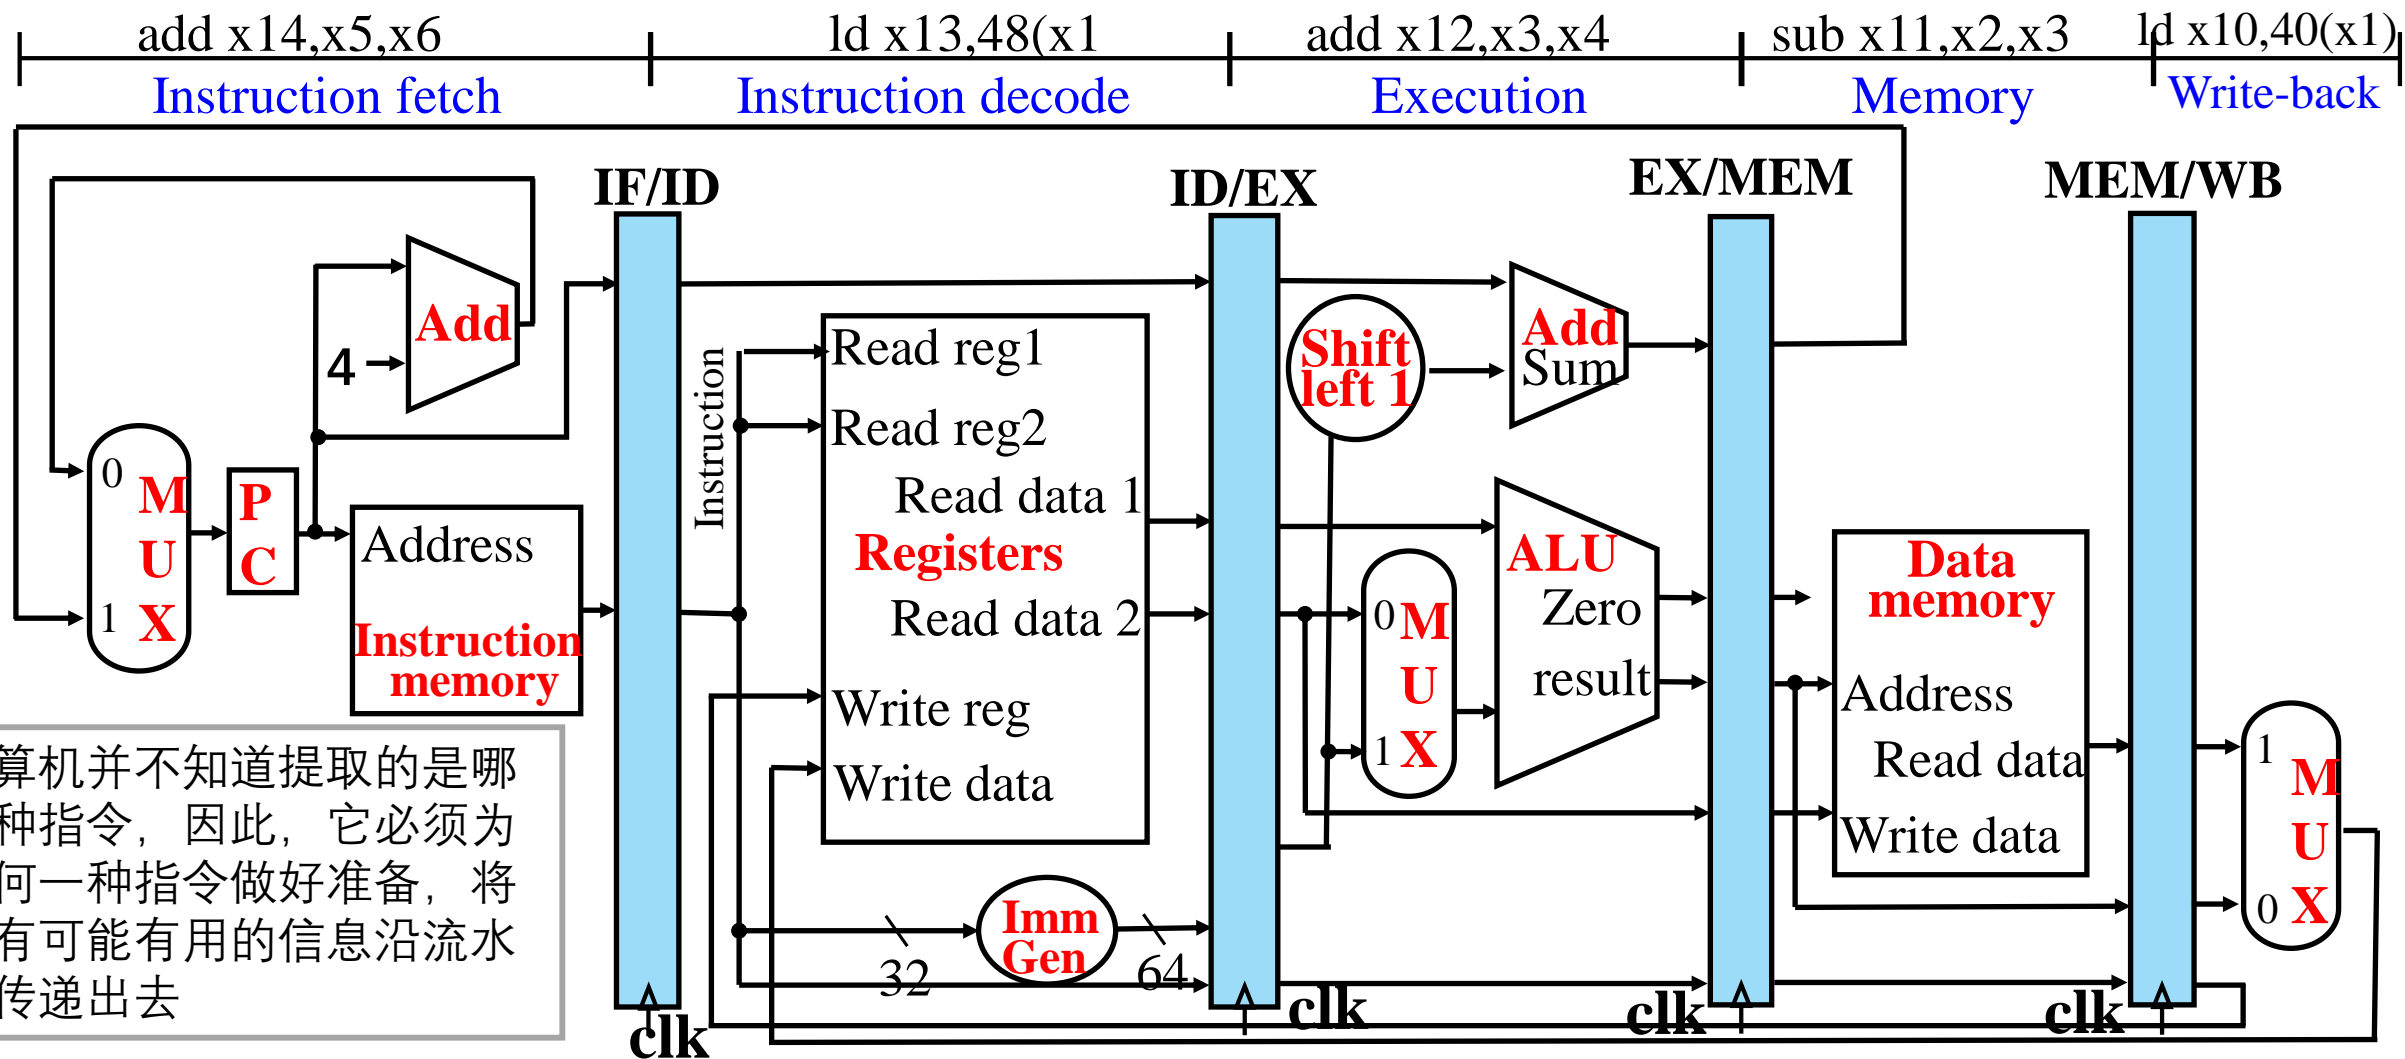 add x14,x5,x6
ld x13,48(x1
add x12,x3,x4
sub x11,x2,x3
ld x10,40(x1)
Instruction fetch
Instruction decode
Execution
Memory
Write-back
IF/ID
ID/EX
EX/MEM
MEM/WB
Add
4
0
M
U
X
1
P
C
Address
Instruction
memory
Instruction
Read reg1
Read reg2
Read data 1
Registers
Read data 2
Write reg
Write data
Imm
Gen
32
64
Shift
left 1
Add
Sum
0
M
U
X
1
ALU
Zero
result
Data
memory
Address
Read data
Write data
1
M
U
X
0
clk
clk
clk
clk
算机并不知道提取的是哪
种指令，因此，它必须为
何一种指令做好准备，将
有可能有用的信息沿流水
传递出去